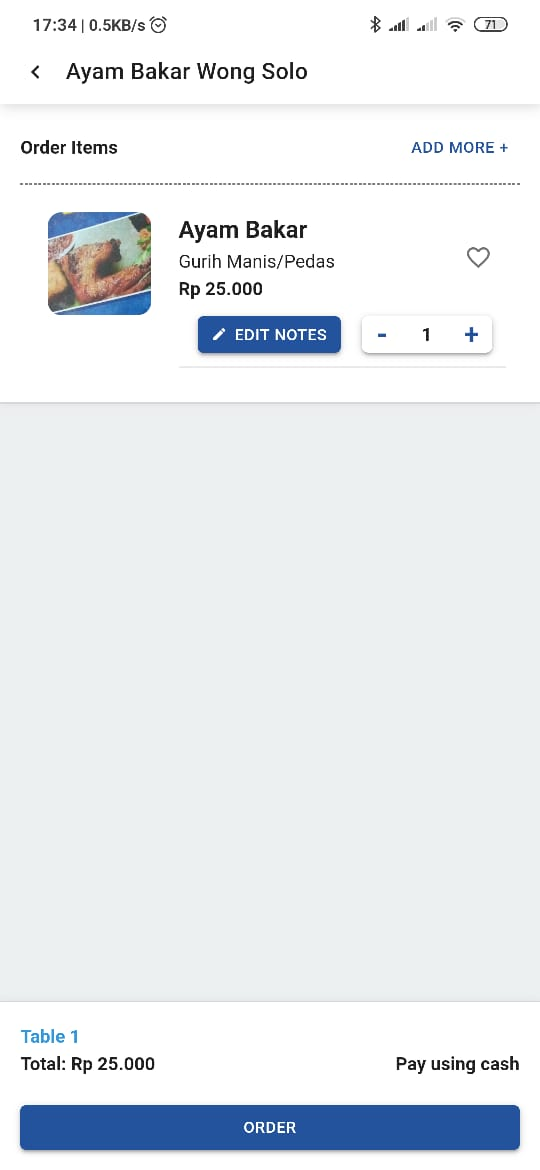 17:34 | 0.5KB/s
71
Ayam Bakar Wong Solo
Order Items
ADD MORE +
Ayam Bakar
Gurih Manis/Pedas
Rp 25.000
EDIT NOTES
- 1 +
Table 1
Total: Rp 25.000
Pay using cash
ORDER